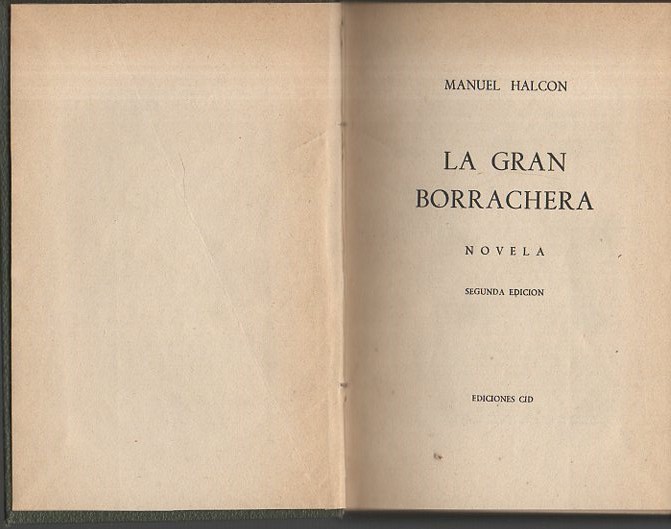 MANUEL HALCON
LA GRAN
BORRACHERA
NOVELA
SEGUNDA EDICION
EDICIONES CID